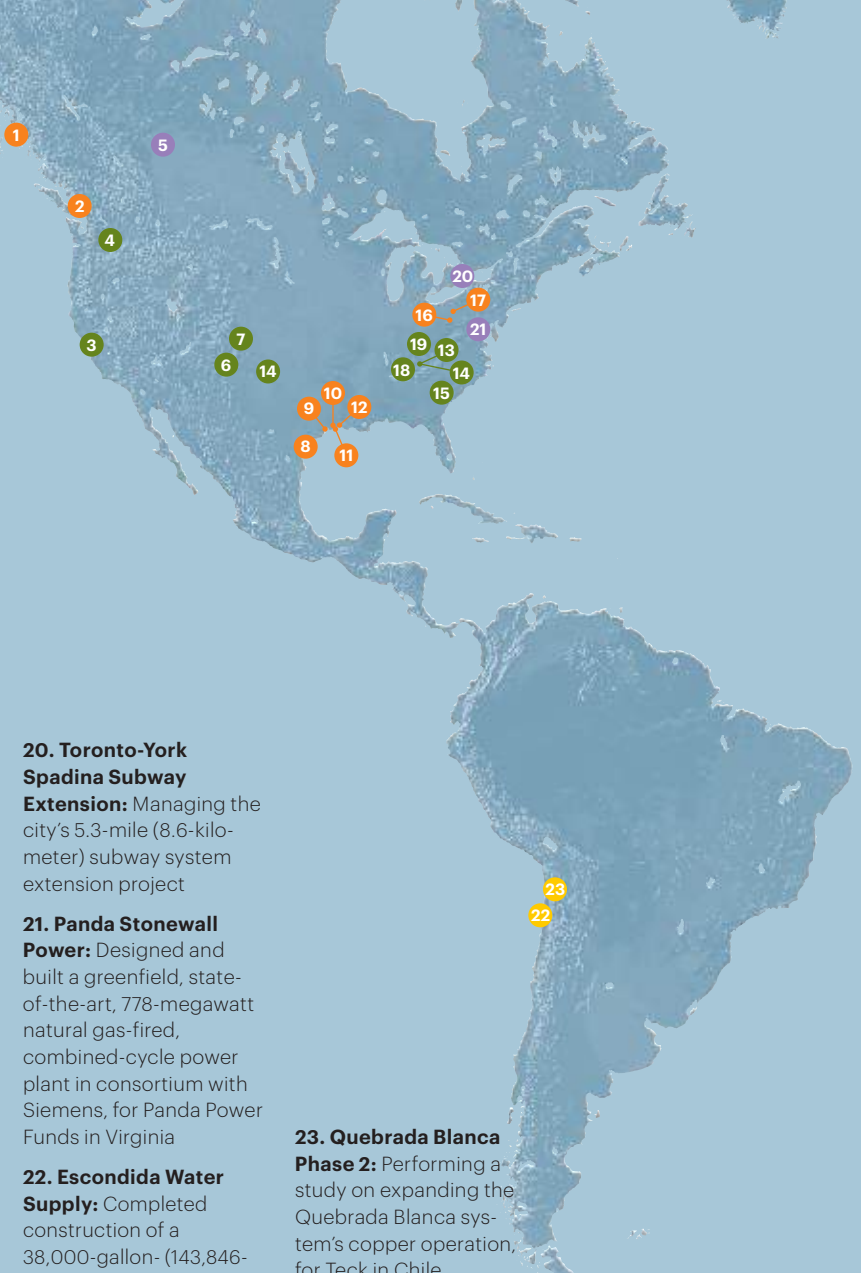 1
5
2
4
20
17
16
21
7
3
19
13
6
14
18
14
10
15
9
12
8
11
20. Toronto-York
Spadina Subway
Extension: Managing the
city’s 5.3-mile (8.6-kilo-
meter) subway system
extension project
21. Panda Stonewall
Power: Designed and
built a greenfield, state-
of-the-art, 778-megawatt
natural gas-fired,
combined-cycle power
plant in consortium with
Siemens, for Panda Power
Funds in Virginia
22. Escondida Water
Supply: Completed
construction of a
38,000-gallon- (143,846-
23
22
23. Quebrada Blanca
Phase 2: Performing a
study on expanding the
Quebrada Blanca sys-
tem’s copper operation,
for Teck in Chile